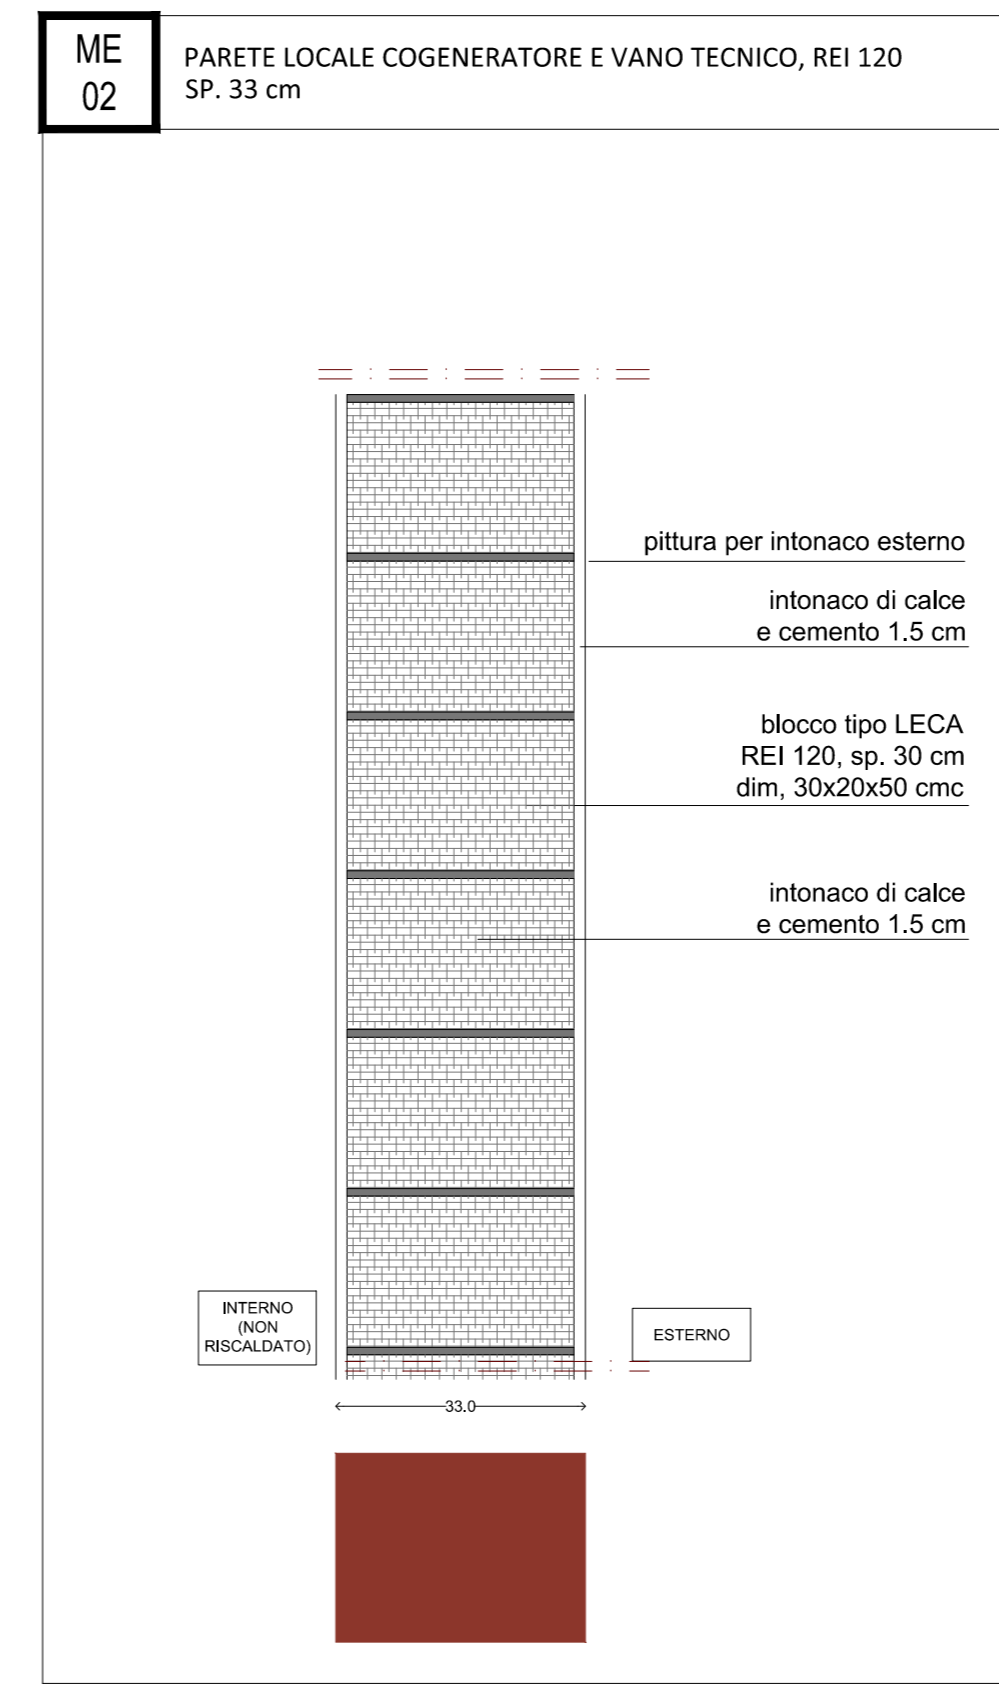 ME
02
PARETE LOCALE COGENERATORE E VANO TECNICO, REI 120
SP. 33 cm
pittura per intonaco esterno
intonaco di calce
e cemento 1.5 cm
blocco tipo LECA
REI 120, sp. 30 cm
dim, 30x20x50 cmc
intonaco di calce
e cemento 1.5 cm
INTERNO
(NON
RISCALDATO)
ESTERNO
33.0